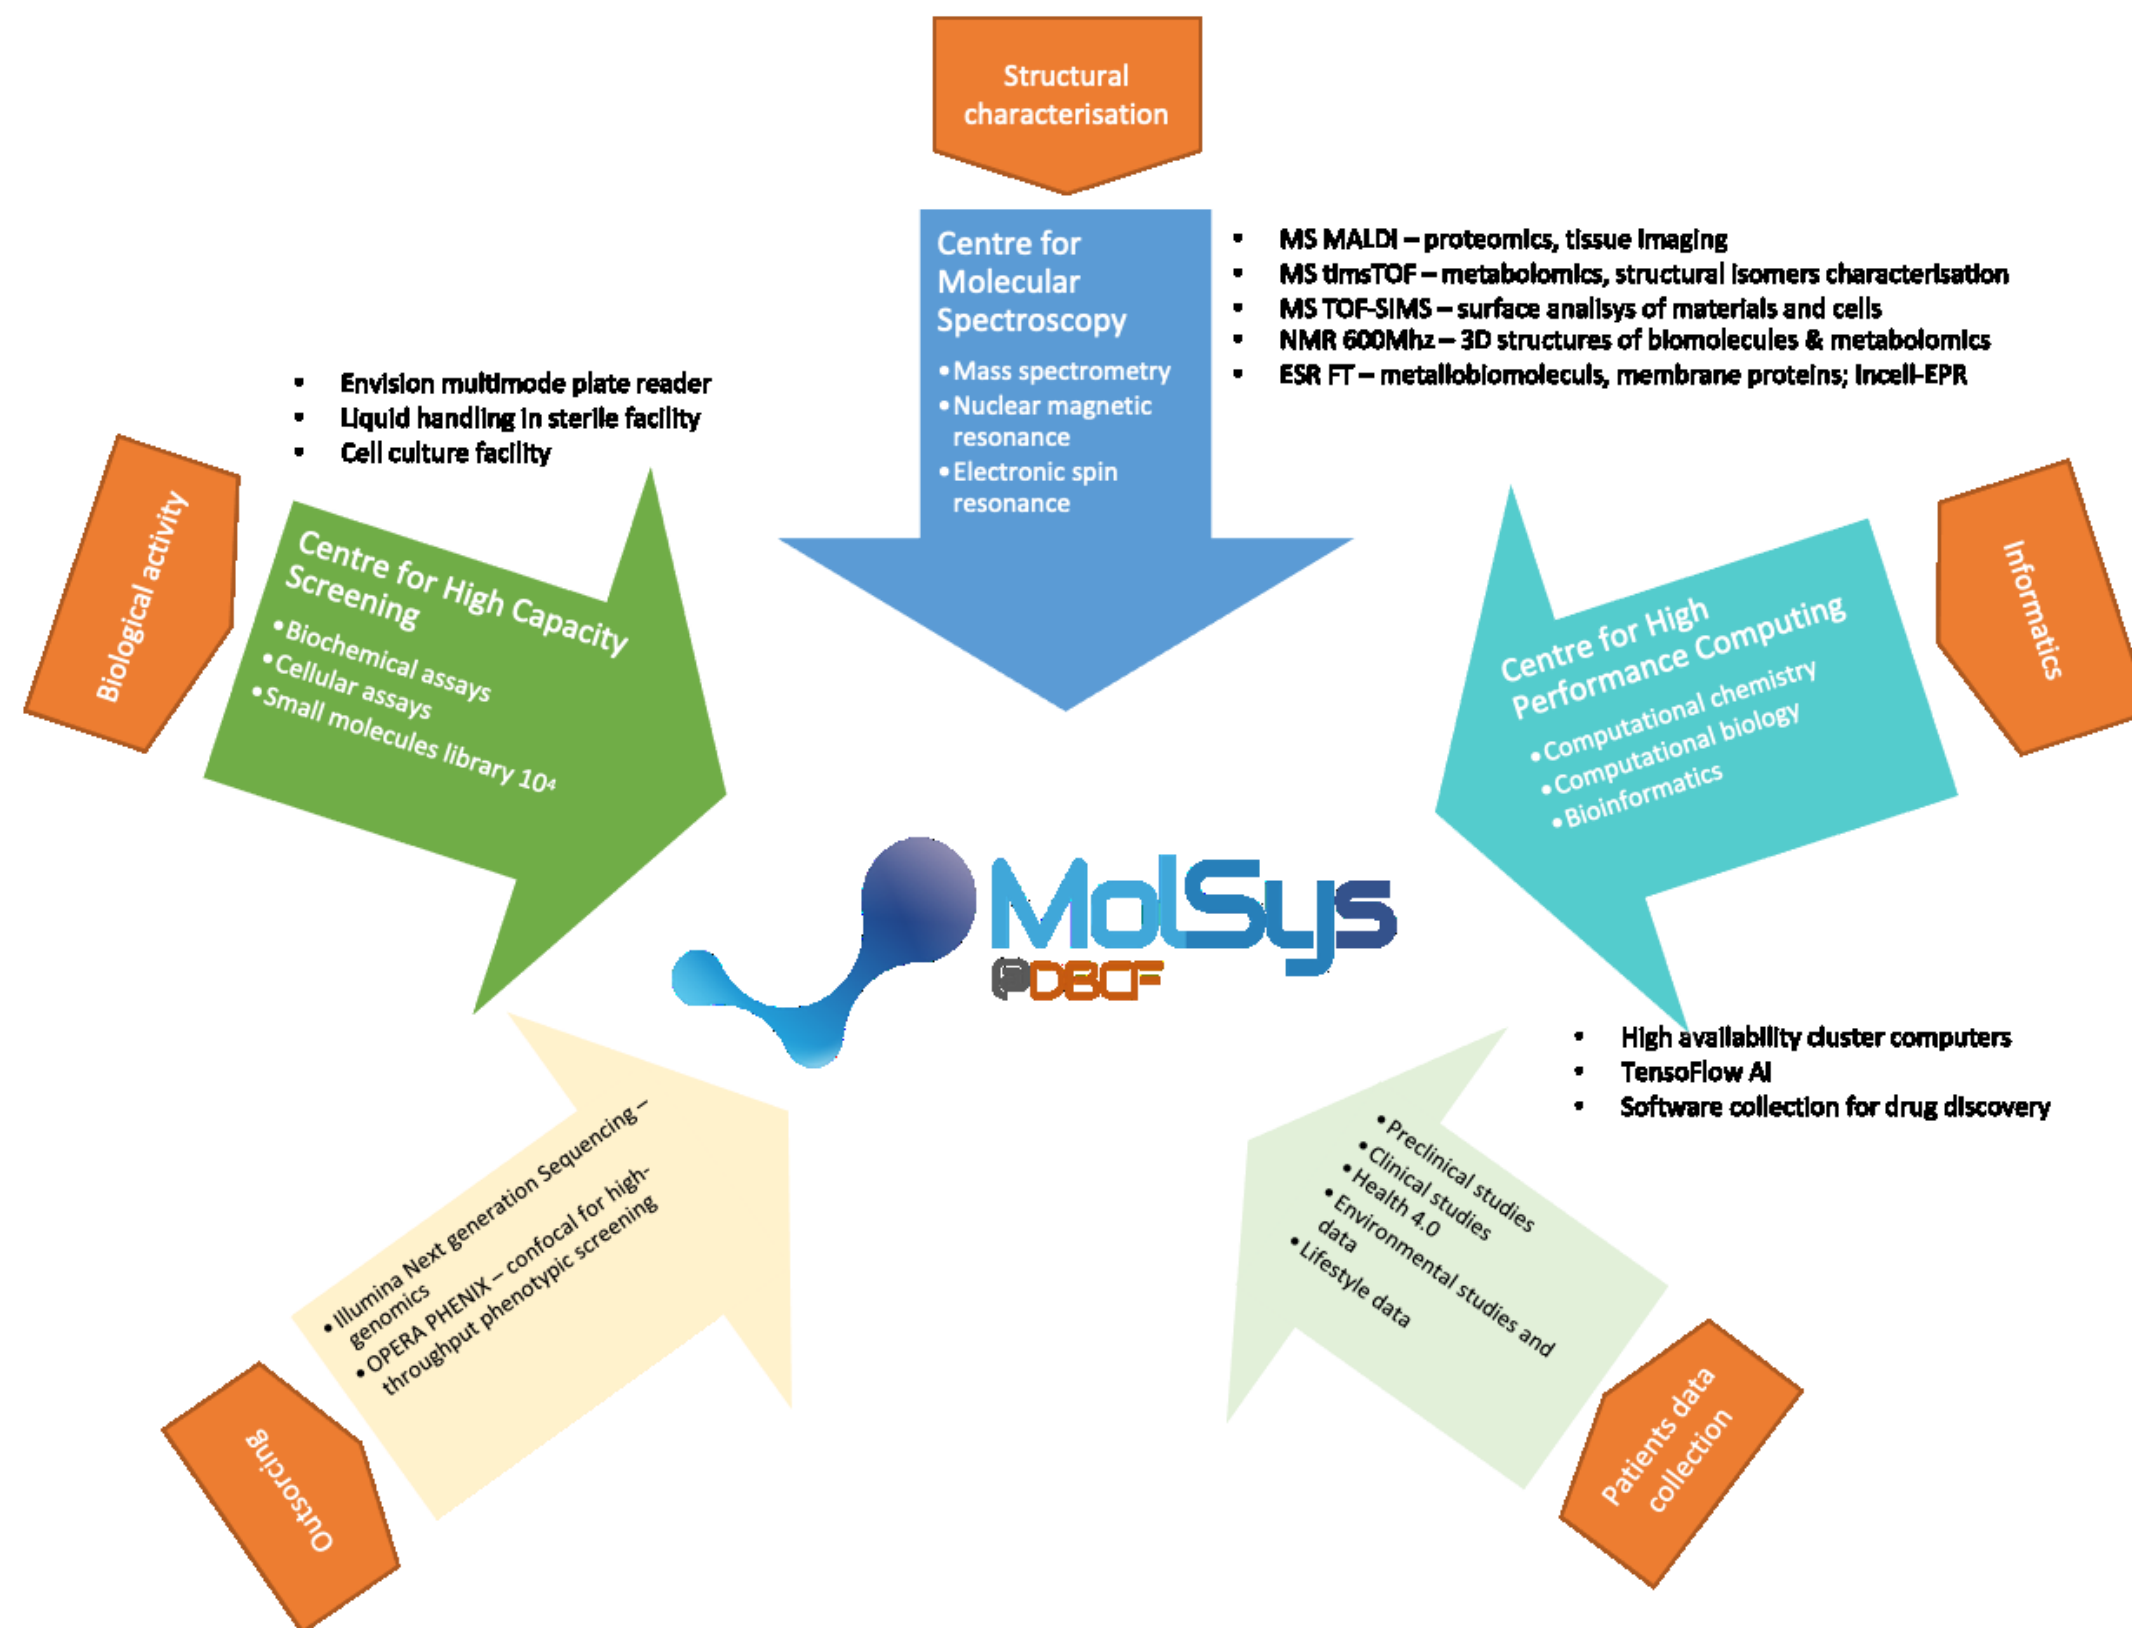 Structural
characterisation
Centre for
Molecular
Spectroscopy
•Mass spectrometry
•Nuclear magnetic
resonance
•Electronic spin
resonance
▪ MS MALDI – proteomics, tissue imaging
▪ MS timsTOF – metabolomics, structural isomers characterisation
▪ MS TOF-SIMS – surface analisys of materials and cells
▪ NMR 600Mhz – 3D structures of biomolecules & metabolomics
▪ ESR FT – metallobiomoleculs, membrane proteins; Incell-EPR
▪ Envision multimode plate reader
▪ Liquid handling in sterile facility
▪ Cell culture facility
Biological activity
Centre for High Capacity
Screening
•Biochemical assays
•Cellular assays
•Small molecules library 10⁴
Informatics
Centre for High
Performance Computing
•Computational chemistry
•Computational biology
•Bioinformatics
▪ High availability cluster computers
▪ TensoFlow AI
▪ Software collection for drug discovery
MolSys
@DBCF
•Illumina Next generation Sequencing –
genomics
•OPERA PHENIX – confocal for high-
throughput phenotypic screening
Outsorcing
•Preclinical studies
•Clinical studies
•Health 4.0
•Environmental studies and
data
•Lifestyle data
Patients data
collection